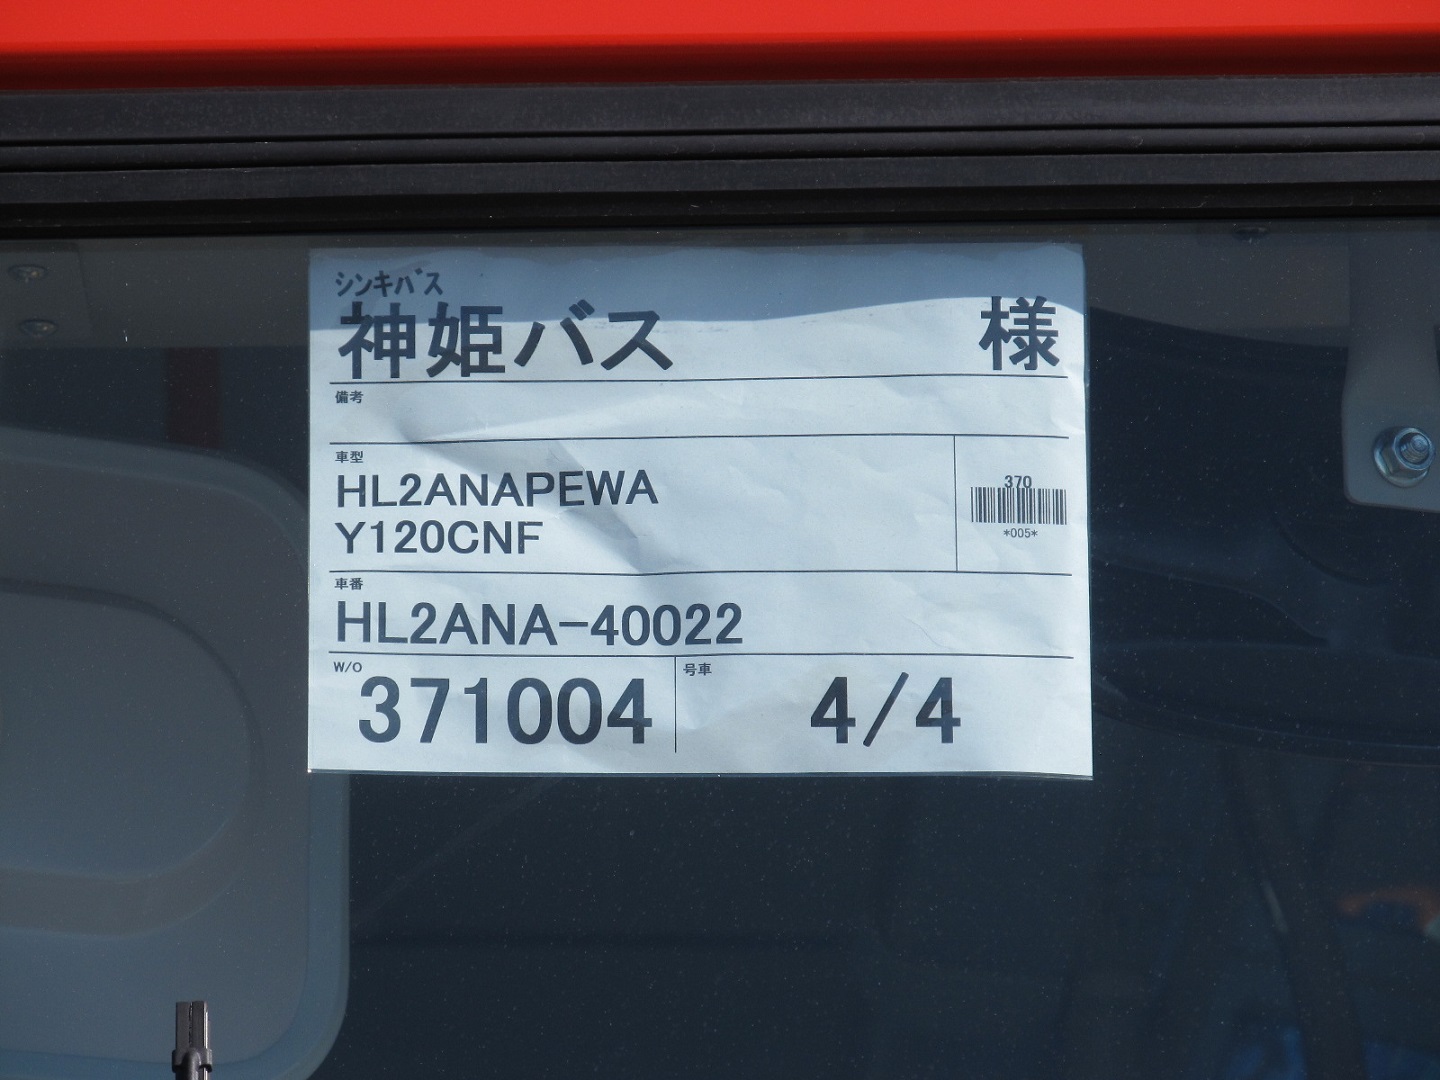 シンキバス
神姫バス 様
備考
車型
HL2ANAPEWA
Y120CNF
370
*005*
車番
HL2ANA-40022
W/O
371004
号車
4/4